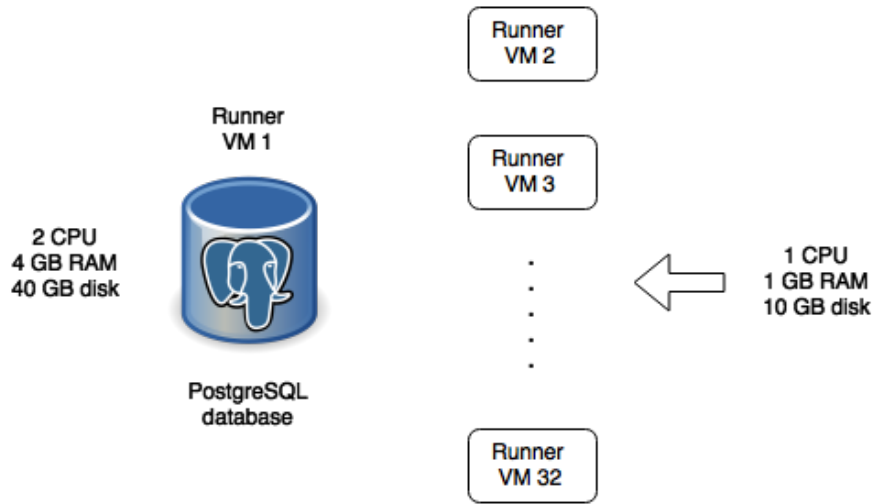 Runner
VM 2
Runner
VM 1
Runner
VM 3
2 CPU
4 GB RAM
40 GB disk
1 CPU
1 GB RAM
10 GB disk
PostgreSQL
database
Runner
VM 32